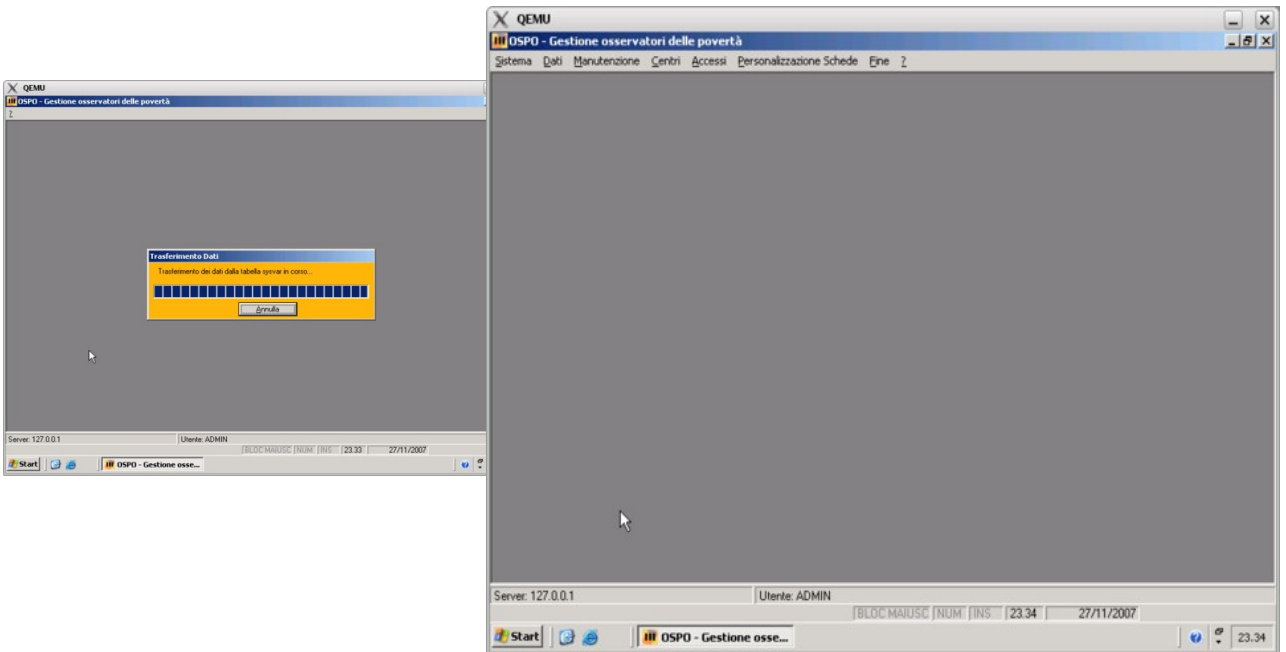 QEMU
OSPO - Gestione osservatori delle povertà
?
Trasferimento Dati
Trasferimento dei dati dalla tabella sysvar in corso...
Annulla
Server: 127.0.0.1 Utente: ADMIN
BLOC MAIUSC NUM INS 23.33 27/11/2007
Start OSPO - Gestione osse...
QEMU
OSPO - Gestione osservatori delle povertà
Sistema Dati Manutenzione Centri Accessi Personalizzazione Schede Fine ?
Server: 127.0.0.1 Utente: ADMIN
BLOC MAIUSC NUM INS 23.34 27/11/2007
Start OSPO - Gestione osse... 23.34